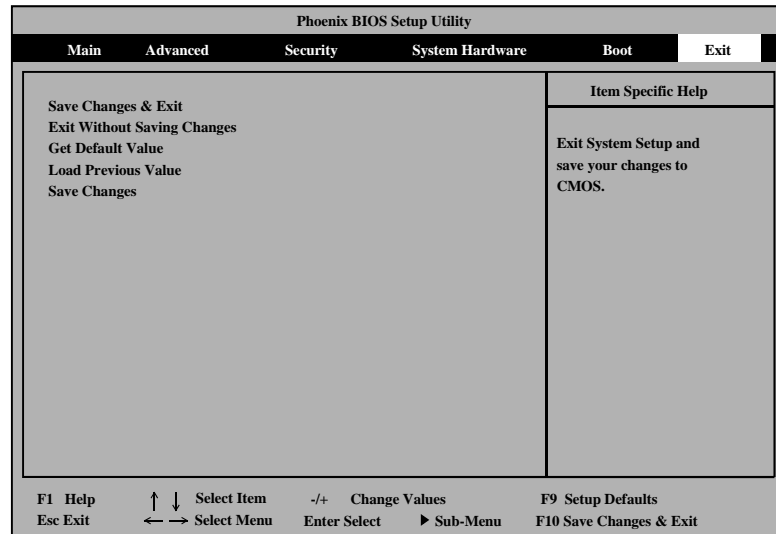 Phoenix BIOS Setup Utility
Main Advanced Security System Hardware Boot Exit
Save Changes & Exit
Exit Without Saving Changes
Get Default Value
Load Previous Value
Save Changes
Item Specific Help
Exit System Setup and
save your changes to
CMOS.
F1 Help ↑ ↓ Select Item -/+ Change Values F9 Setup Defaults
Esc Exit ← → Select Menu Enter Select ▶ Sub-Menu F10 Save Changes & Exit